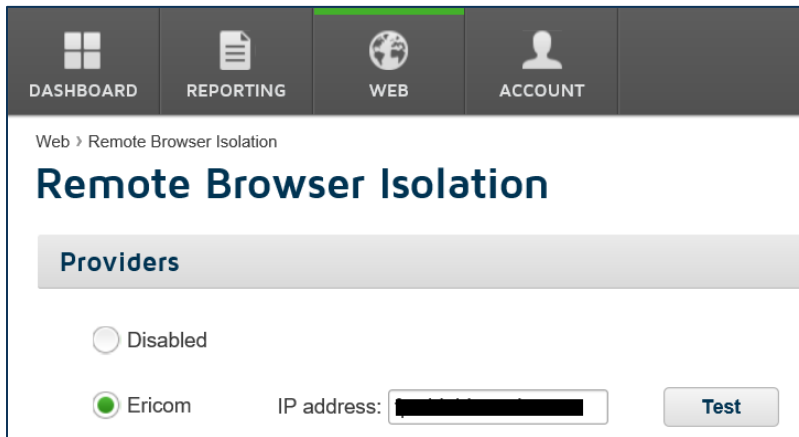 DASHBOARD REPORTING WEB ACCOUNT
Web › Remote Browser Isolation
Remote Browser Isolation
Providers
Disabled
Ericom IP address: Test